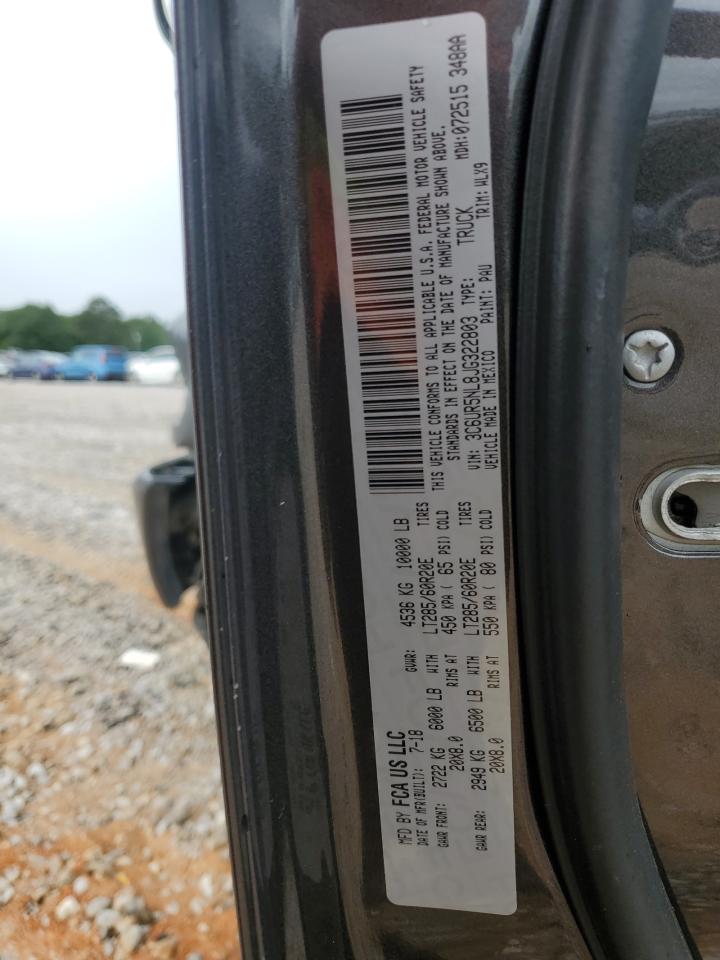 MFD BY FCA US LLC
DATE OF MFR(BUILT): 7-18 GVWR: 4536 KG 10000 LB
GAWR FRONT: 2722 KG 6000 LB WITH LT285/60R20E TIRES
20X8.0 RIMS AT 450 KPA ( 65 PSI) COLD
GAWR REAR: 2949 KG 6500 LB WITH LT285/60R20E TIRES
20X8.0 RIMS AT 550 KPA ( 80 PSI) COLD
THIS VEHICLE CONFORMS TO ALL APPLICABLE U.S.A. FEDERAL MOTOR VEHICLE SAFETY
STANDARDS IN EFFECT ON THE DATE OF MANUFACTURE SHOWN ABOVE.
VIN: 3C6UR5NL8JG322803 TYPE: TRUCK MDH:072515 348AA
VEHICLE MADE IN MEXICO PAINT: PAU TRIM: WLX9